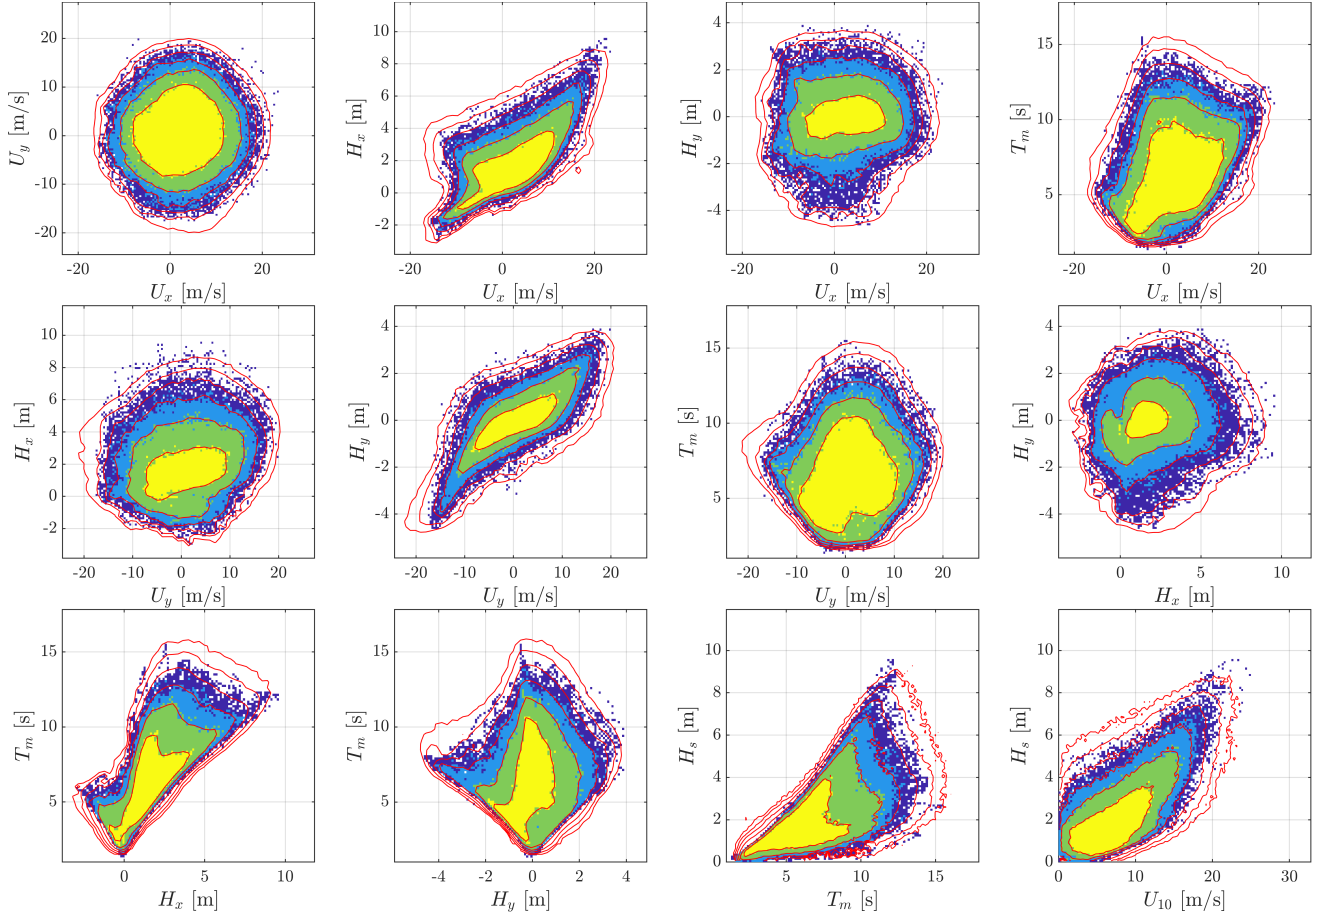 20
10
0
-10
-20
U_y [m/s]
-20 0 20
U_x [m/s]
10
8
6
4
2
0
-2
H_x [m]
-20 0 20
U_x [m/s]
4
2
0
-2
-4
H_y [m]
-20 0 20
U_x [m/s]
15
10
5
T_m [s]
-20 0 20
U_x [m/s]
10
8
6
4
2
0
-2
H_x [m]
-20 -10 0 10 20
U_y [m/s]
4
2
0
-2
-4
H_y [m]
-20 -10 0 10 20
U_y [m/s]
15
10
5
T_m [s]
-20 -10 0 10 20
U_y [m/s]
4
2
0
-2
-4
H_y [m]
0 5 10
H_x [m]
15
10
5
T_m [s]
0 5 10
H_x [m]
15
10
5
T_m [s]
-4 -2 0 2 4
H_y [m]
10
8
6
4
2
0
H_s [m]
5 10 15
T_m [s]
10
8
6
4
2
0
H_s [m]
0 10 20 30
U_10 [m/s]